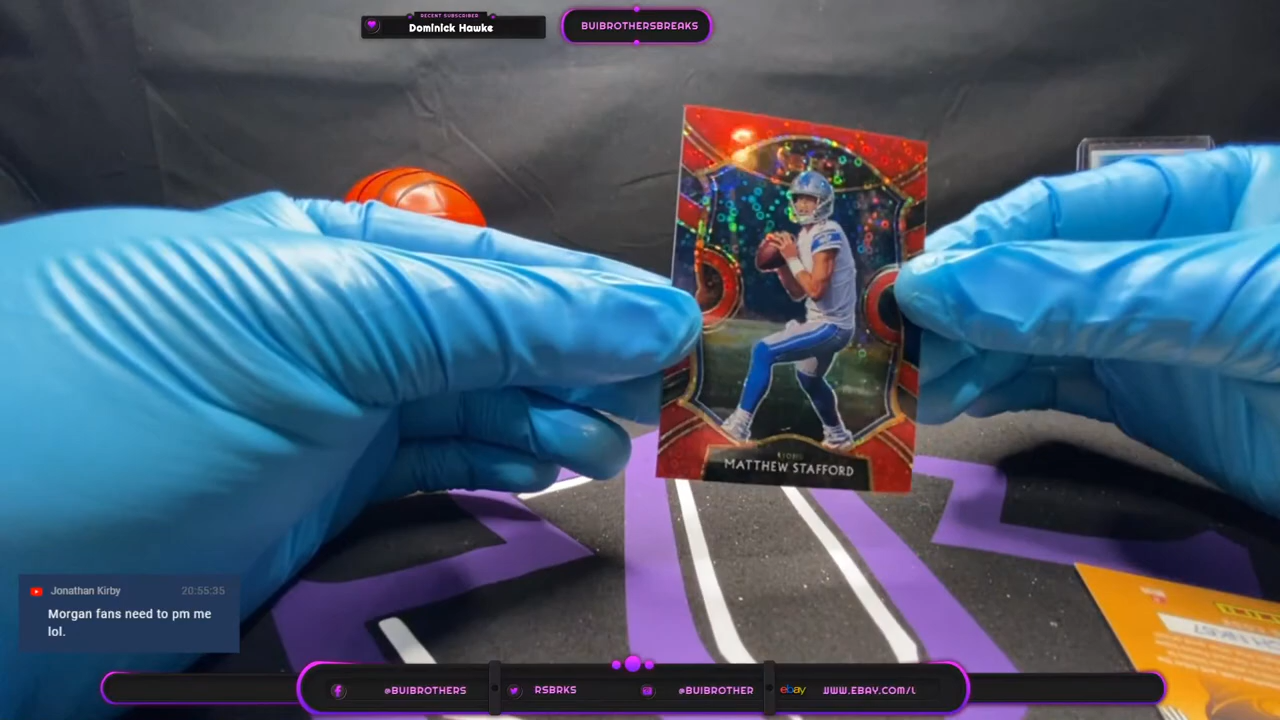 RECENT SUBSCRIBER
Dominick Hawke
BUIBROTHERSBREAKS
LIONS
MATTHEW STAFFORD
Jonathan Kirby 20:55:35
Morgan fans need to pm me
lol.
@BUIBROTHERS
RSBRKS
@BUIBROTHER
ebay
WWW.EBAY.COM/